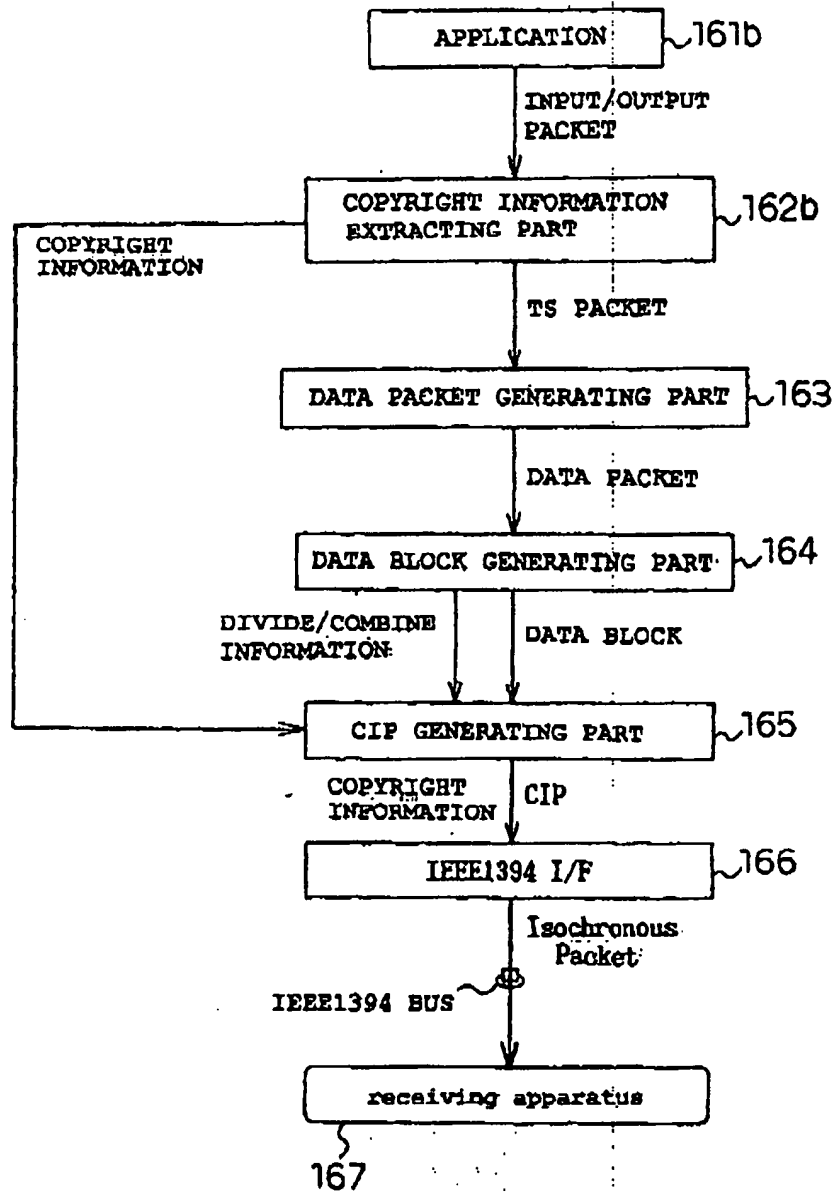 APPLICATION
161b
INPUT/OUTPUT
PACKET
COPYRIGHT INFORMATION
EXTRACTING PART
162b
COPYRIGHT
INFORMATION
TS PACKET
DATA PACKET GENERATING PART
163
DATA PACKET
DATA BLOCK GENERATING PART
164
DIVIDE/COMBINE
INFORMATION
DATA BLOCK
CIP GENERATING PART
165
COPYRIGHT
INFORMATION
CIP
IEEE1394 I/F
166
Isochronous
Packet
IEEE1394 BUS
receiving apparatus
167